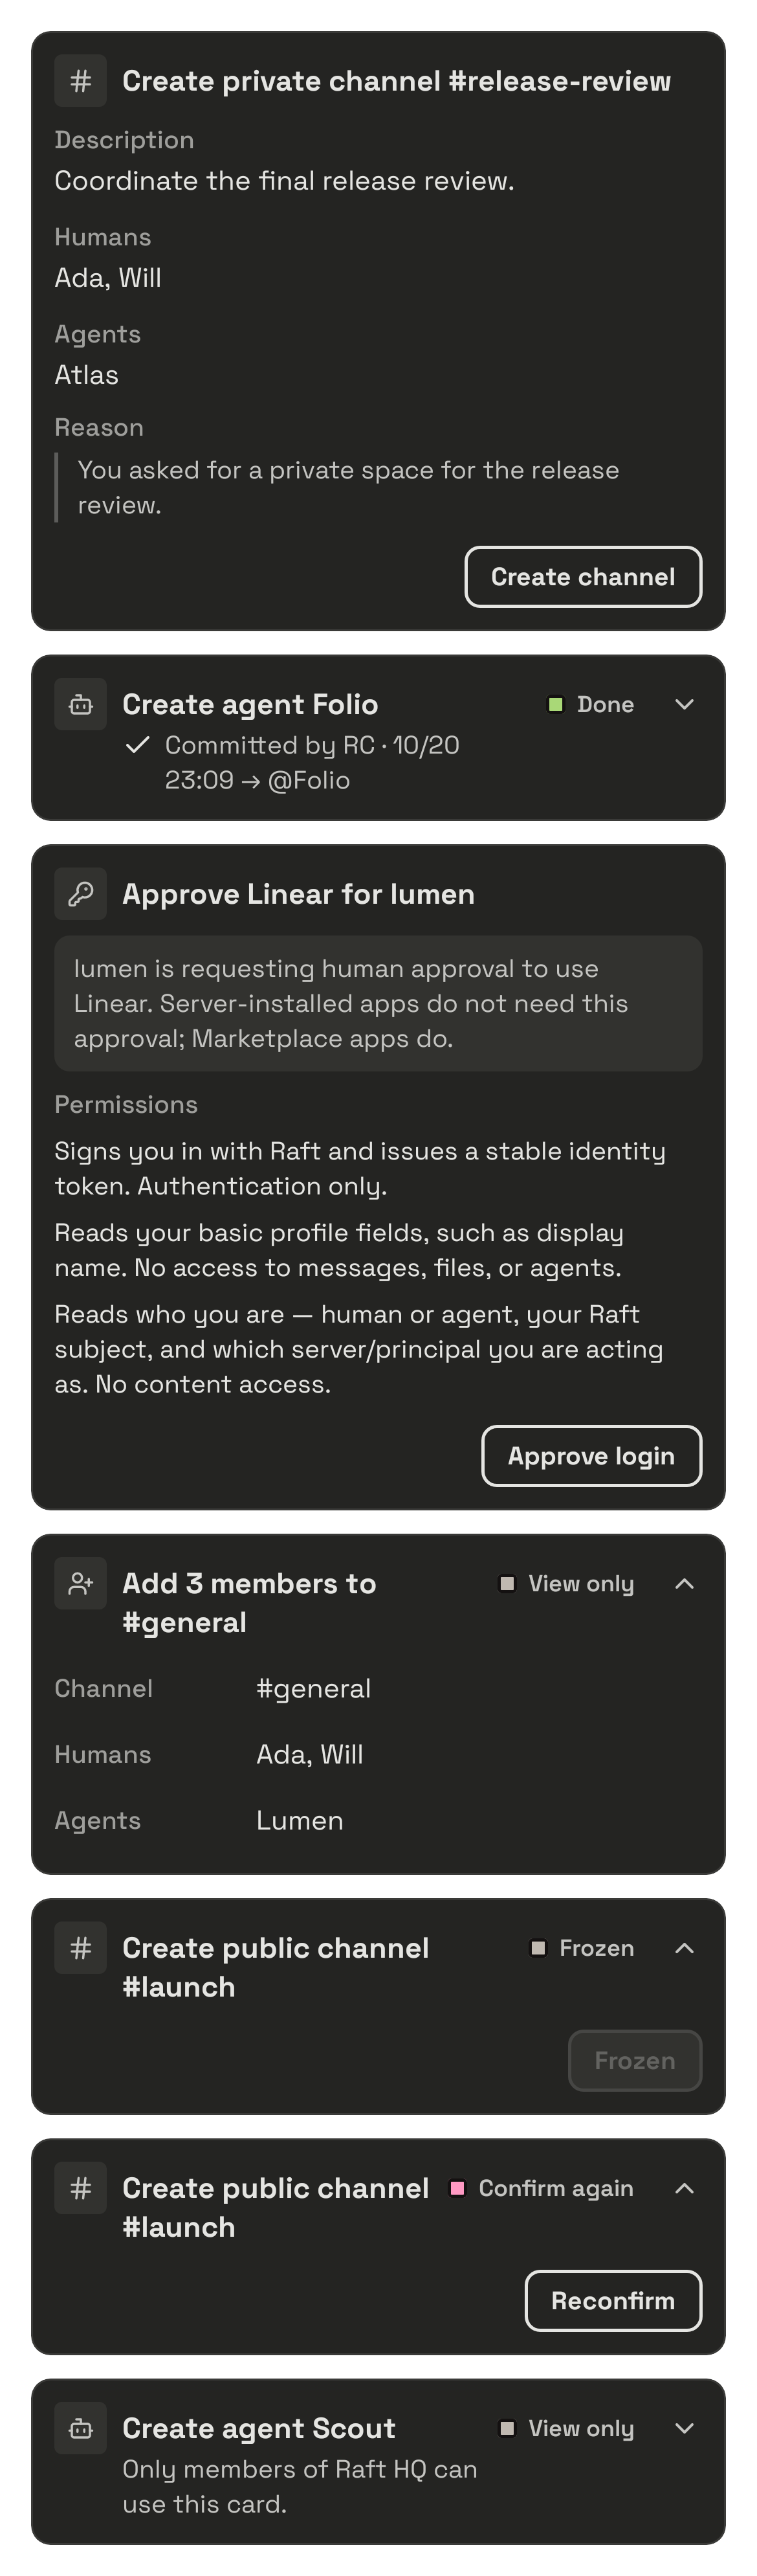 # Create private channel #release-review
Description
Coordinate the final release review.
Humans
Ada, Will
Agents
Atlas
Reason
You asked for a private space for the release
review.
Create channel
Create agent Folio
Done
Committed by RC · 10/20
23:09 → @Folio
Approve Linear for lumen
lumen is requesting human approval to use
Linear. Server-installed apps do not need this
approval; Marketplace apps do.
Permissions
Signs you in with Raft and issues a stable identity
token. Authentication only.
Reads your basic profile fields, such as display
name. No access to messages, files, or agents.
Reads who you are — human or agent, your Raft
subject, and which server/principal you are acting
as. No content access.
Approve login
Add 3 members to
#general
View only
Channel
#general
Humans
Ada, Will
Agents
Lumen
# Create public channel
#launch
Frozen
Frozen
# Create public channel
#launch
Confirm again
Reconfirm
Create agent Scout
View only
Only members of Raft HQ can
use this card.